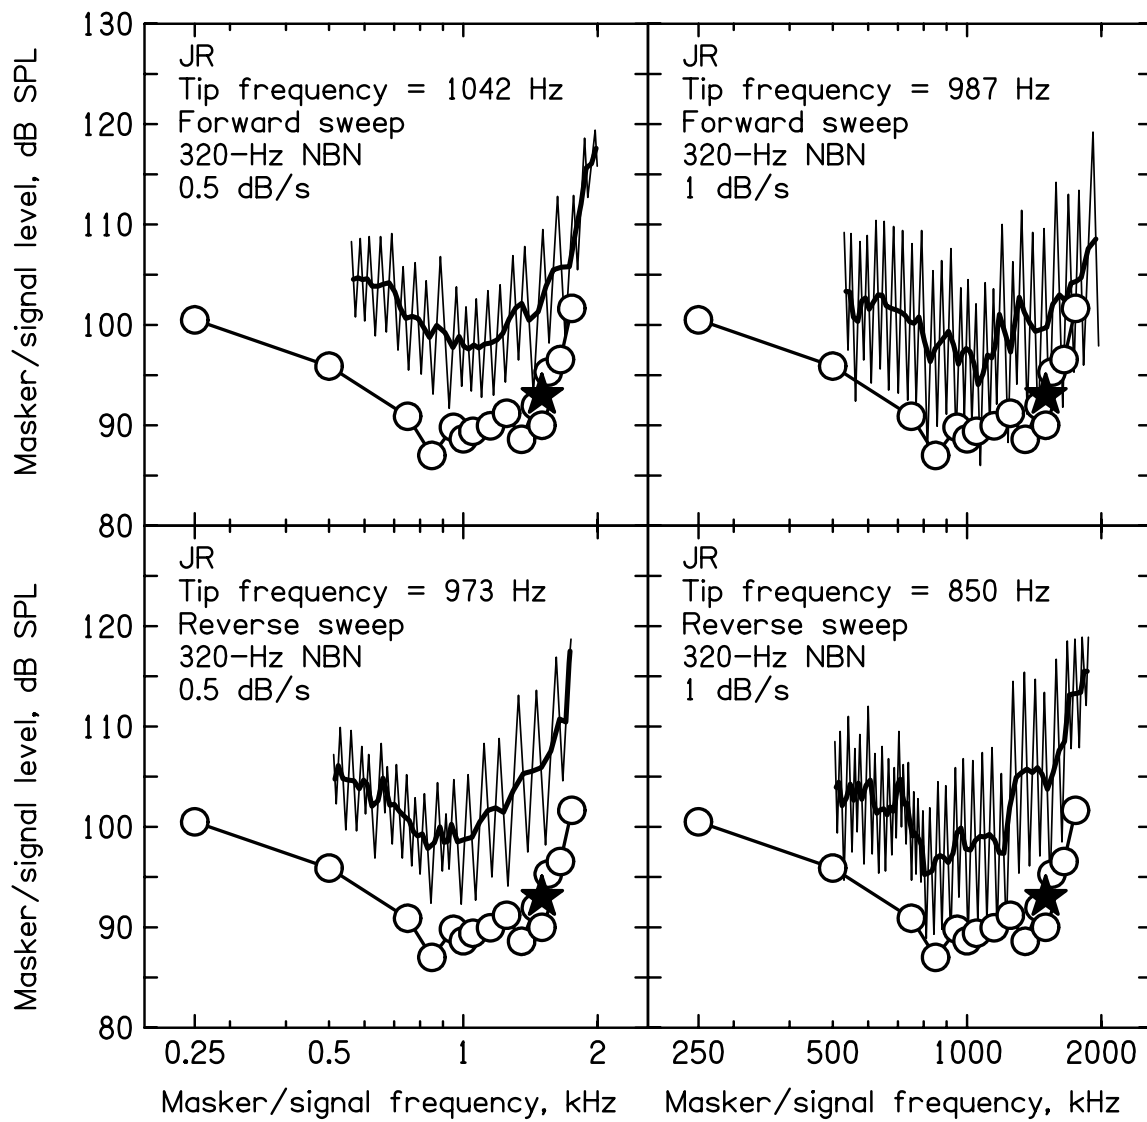 130
120
110
100
90
80
Masker/signal level, dB SPL
JR
Tip frequency = 1042 Hz
Forward sweep
320-Hz NBN
0.5 dB/s
JR
Tip frequency = 987 Hz
Forward sweep
320-Hz NBN
1 dB/s
120
110
100
90
80
Masker/signal level, dB SPL
JR
Tip frequency = 973 Hz
Reverse sweep
320-Hz NBN
0.5 dB/s
JR
Tip frequency = 850 Hz
Reverse sweep
320-Hz NBN
1 dB/s
0.25 0.5 1 2
250 500 1000 2000
Masker/signal frequency, kHz
Masker/signal frequency, kHz